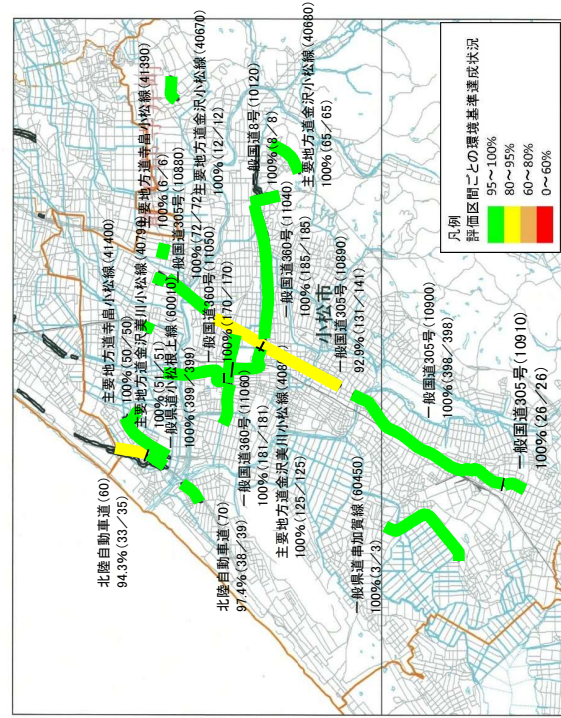 主要地方道寺畠小松線(41400)
100%(50／50)
主要地方道金沢美川小松線(40790)
100%(51／51)
一般県道小松根上線(60010)
100%(399／399)
主要地方道寺畠小松線(41390)
100%(6／6)
一般国道305号(10880)
100%(72／72)
主要地方道金沢小松線(40670)
100%(12／12)
一般国道8号(10120)
100%(8／8)
主要地方道金沢小松線(40680)
100%(65／65)
一般国道360号(11050)
100%(170／170)
一般国道360号(11040)
100%(185／185)
北陸自動車道(60)
94.3%(33／35)
北陸自動車道(70)
97.4%(38／39)
一般国道360号(11060)
100%(181／181)
主要地方道金沢美川小松線(408
100%(125／125)
小松市
一般国道305号(10890)
92.9%(131／141)
一般国道305号(10900)
100%(398／398)
一般国道305号(10910)
100%(26／26)
一般県道串加賀線(60450)
100%(3／3)
凡例
評価区間ごとの環境基準達成状況
95～100%
80～95%
60～80%
0～60%